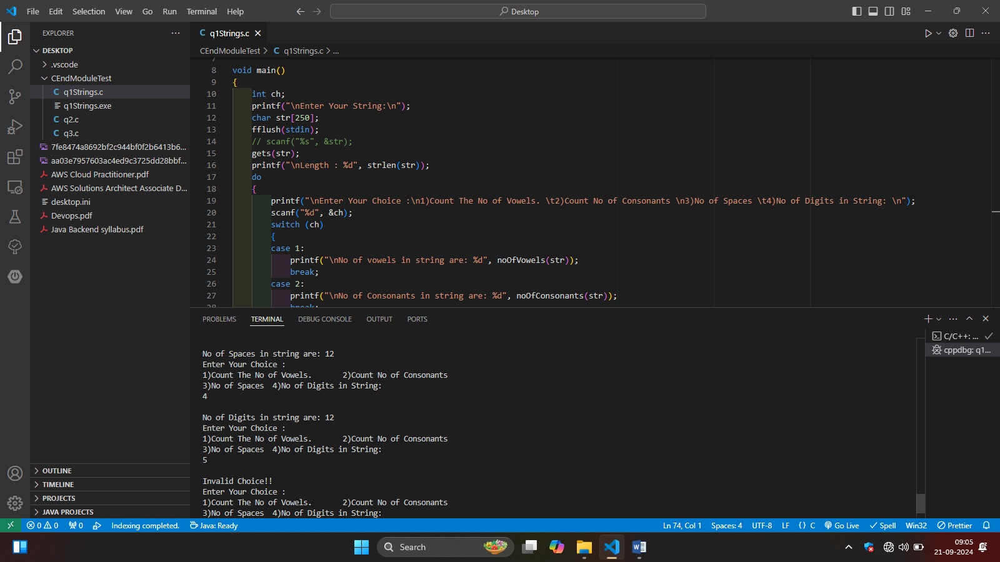 File Edit Selection View Go Run Terminal Help
Desktop
EXPLORER
DESKTOP
.vscode
CEndModuleTest
C q1Strings.c
q1Strings.exe
C q2.c
C q3.c
7fe8474a8692bf2c944bf0f2b6413b6...
aa03e7957603ac4ed9c3725dd28bbf...
AWS Cloud Practitioner.pdf
AWS Solutions Architect Associate D...
desktop.ini
Devops.pdf
Java Backend syllabus.pdf
OUTLINE
TIMELINE
PROJECTS
JAVA PROJECTS
C q1Strings.c
CEndModuleTest > C q1Strings.c > ...
7
8 void main()
9 {
10 int ch;
11 printf("\nEnter Your String:\n");
12 char str[250];
13 fflush(stdin);
14 // scanf("%s", &str);
15 gets(str);
16 printf("\nLength : %d", strlen(str));
17 do
18 {
19 printf("\nEnter Your Choice :\n1)Count The No of Vowels. \t2)Count No of Consonants \n3)No of Spaces \t4)No of Digits in String: \n");
20 scanf("%d", &ch);
21 switch (ch)
22 {
23 case 1:
24 printf("\nNo of vowels in string are: %d", noOfVowels(str));
25 break;
26 case 2:
27 printf("\nNo of Consonants in string are: %d", noOfConsonants(str));
28 break;
PROBLEMS TERMINAL DEBUG CONSOLE OUTPUT PORTS
C/C++: ...
cppdbg: q1...
No of Spaces in string are: 12
Enter Your Choice :
1)Count The No of Vowels. 2)Count No of Consonants
3)No of Spaces 4)No of Digits in String:
4
No of Digits in string are: 12
Enter Your Choice :
1)Count The No of Vowels. 2)Count No of Consonants
3)No of Spaces 4)No of Digits in String:
5
Invalid Choice!!
Enter Your Choice :
1)Count The No of Vowels. 2)Count No of Consonants
3)No of Spaces 4)No of Digits in String:
0 0 0 Indexing completed. Java: Ready Ln 74, Col 1 Spaces: 4 UTF-8 LF {} C Go Live Spell Win32 Prettier
Search
09:05
21-09-2024